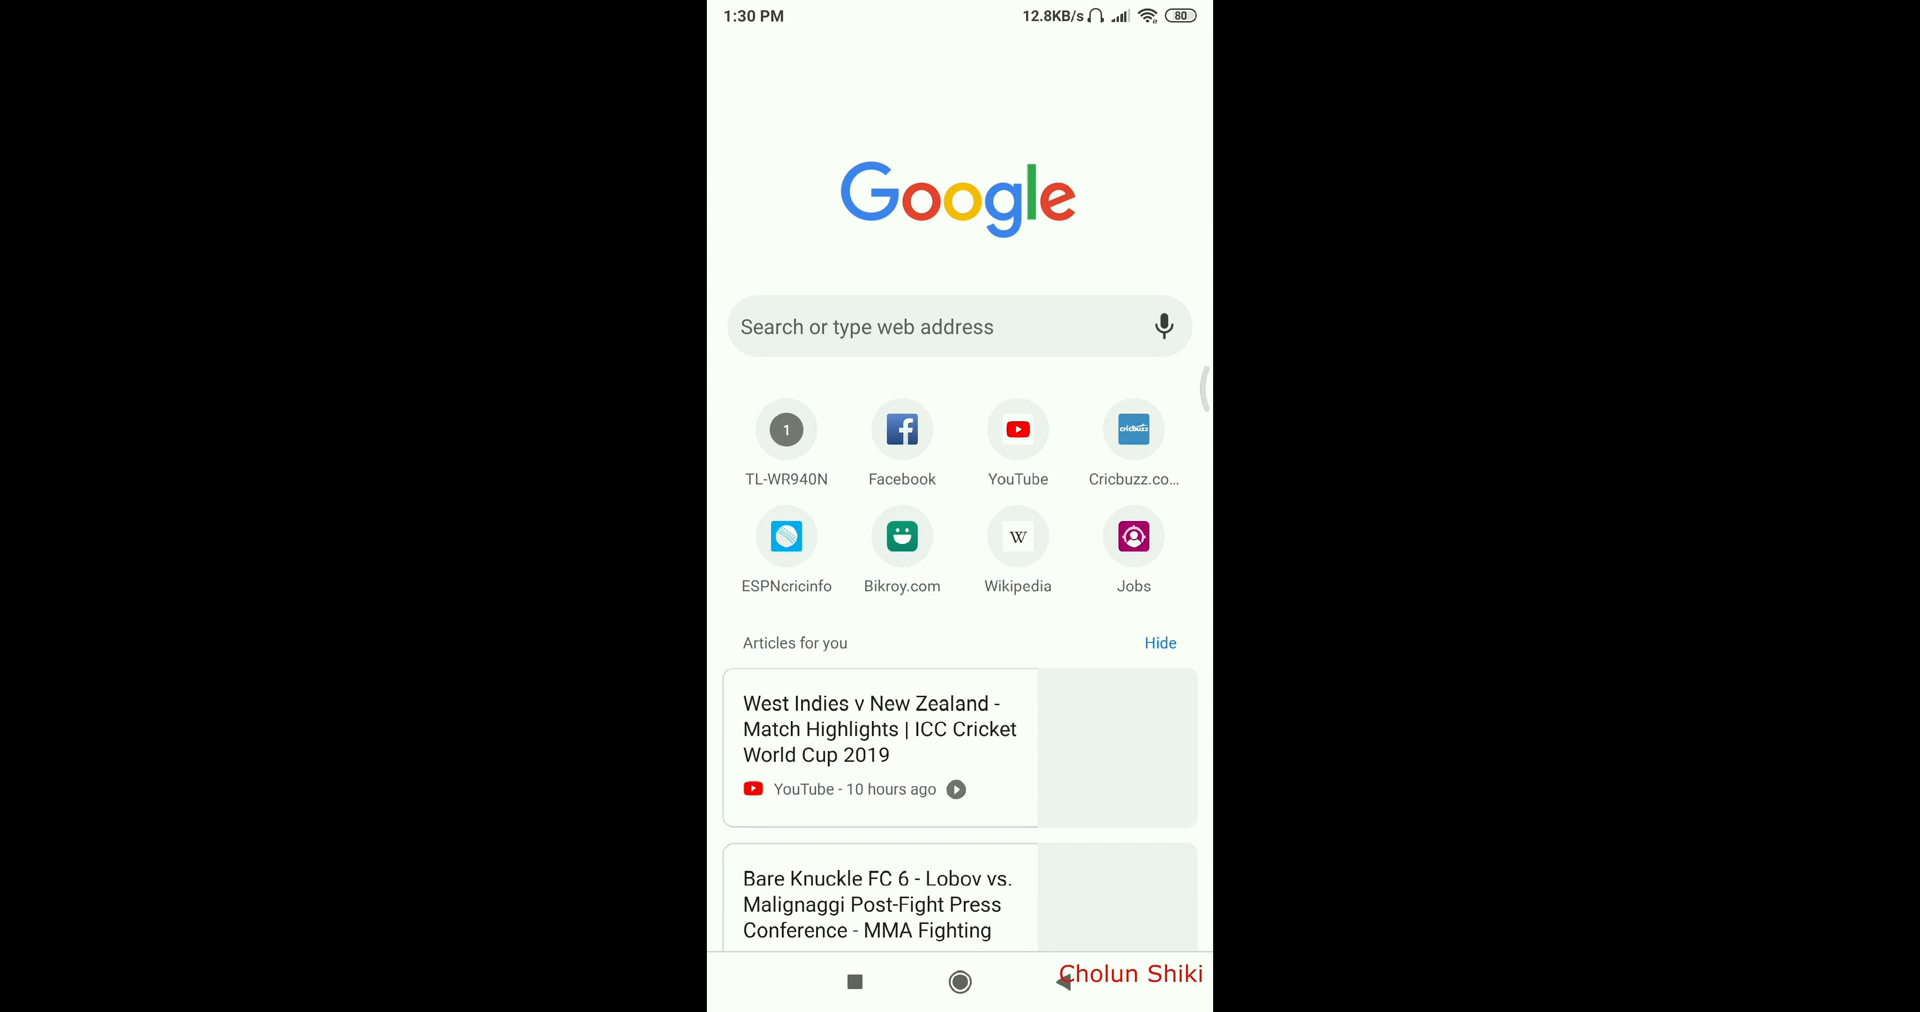 1:30 PM 12.8KB/s 80
Google
Search or type web address
1
cricbuzz
TL-WR940N Facebook YouTube Cricbuzz.co...
W
ESPNcricinfo Bikroy.com Wikipedia Jobs
Articles for you Hide
West Indies v New Zealand -
Match Highlights | ICC Cricket
World Cup 2019
YouTube - 10 hours ago
Bare Knuckle FC 6 - Lobov vs.
Malignaggi Post-Fight Press
Conference - MMA Fighting
Cholun Shiki